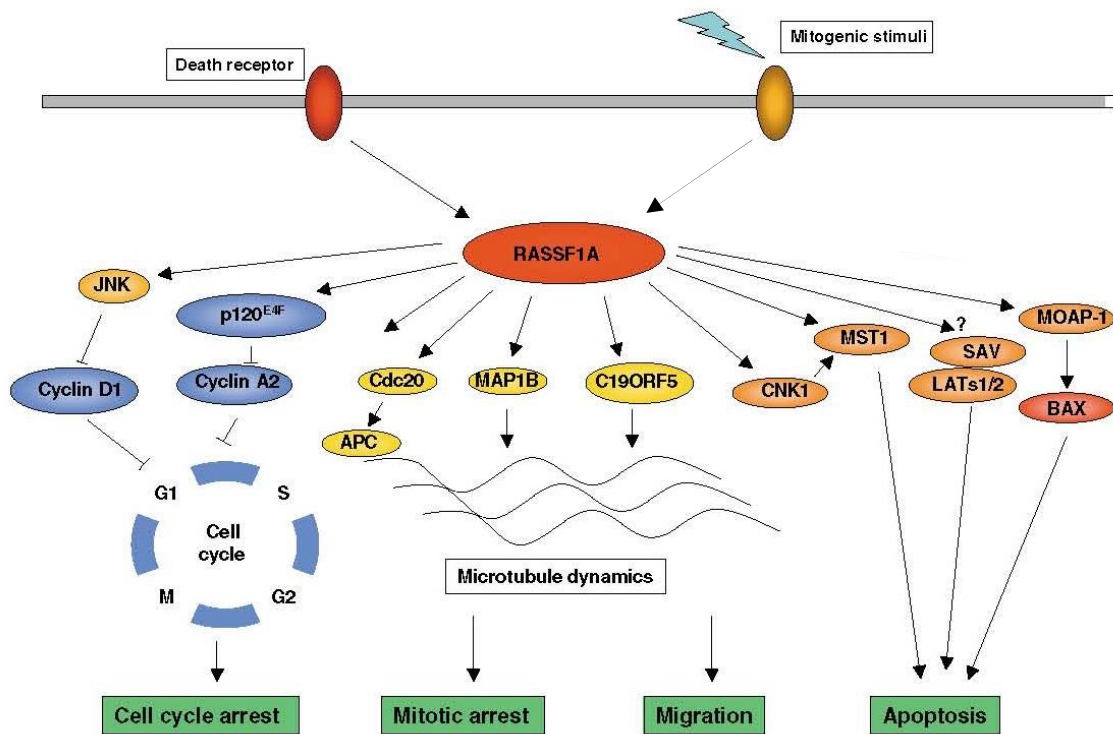 Mitogenic stimuli
Death receptor
RASSF1A
JNK
p120E4F
MOAP-1
?
MST1
SAV
Cyclin D1
Cyclin A2
Cdc20
MAP1B
C19ORF5
CNK1
LATs1/2
BAX
APC
G1
S
Cell
cycle
M
G2
Microtubule dynamics
Cell cycle arrest
Mitotic arrest
Migration
Apoptosis